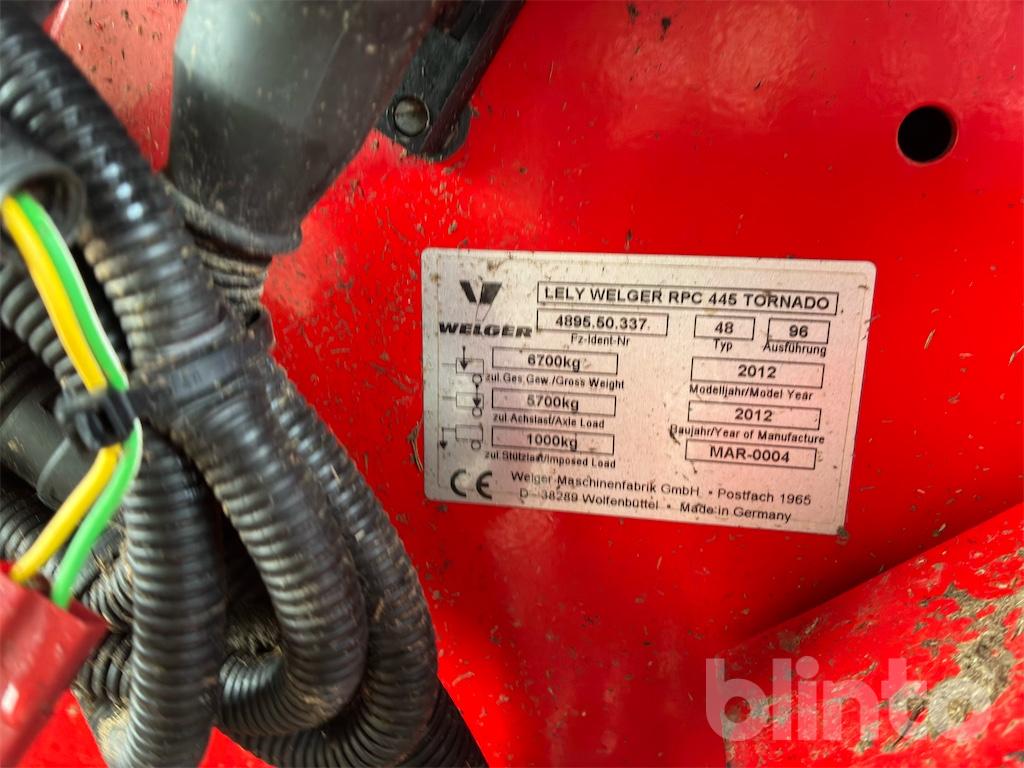 LELY WELGER RPC 445 TORNADO
WELGER
4895.50.337.
48
96
Fz-Ident-Nr
Typ
Ausführung
6700kg
zul.Ges.Gew./Gross Weight
2012
Modelljahr/Model Year
5700kg
zul.Achslast/Axle Load
2012
Baujahr/Year of Manufacture
1000kg
zul.Stützlast/Imposed Load
MAR-0004
CE
Welger Maschinenfabrik GmbH. • Postfach 1965
D - 38289 Wolfenbüttel • Made in Germany
blinto